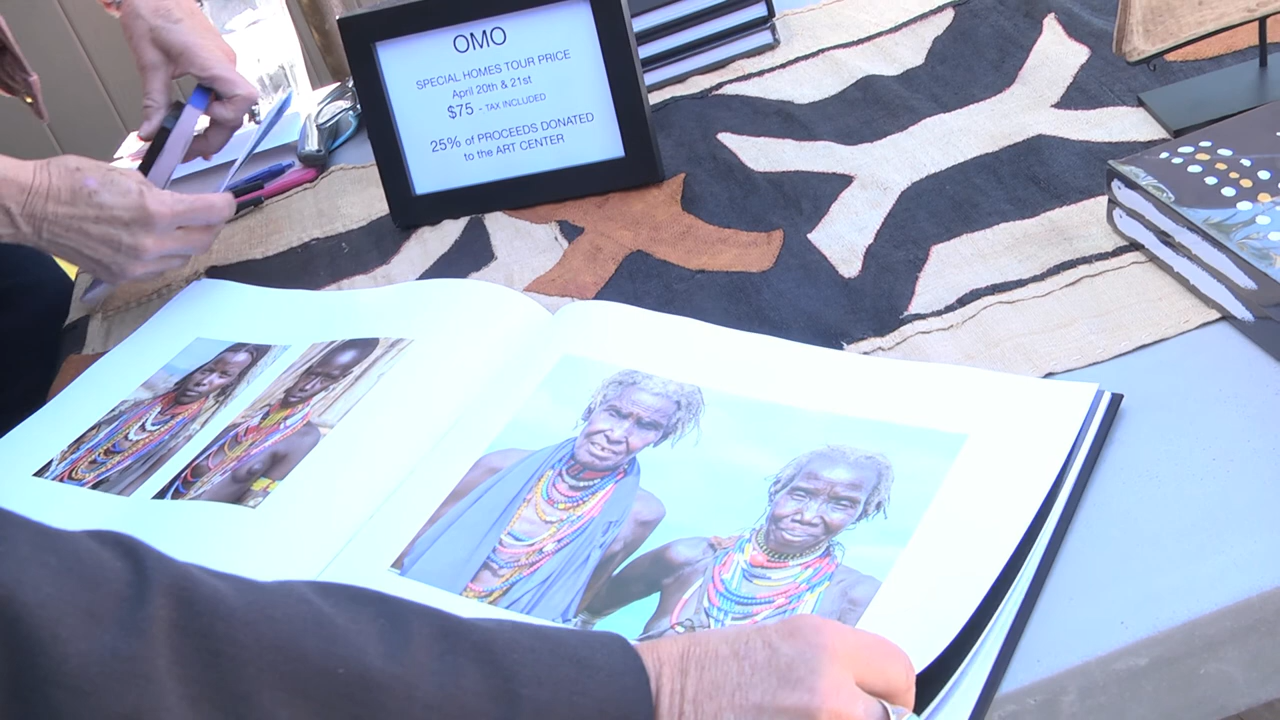 OMO
SPECIAL HOMES TOUR PRICE
April 20th & 21st
$75 - TAX INCLUDED
25% of PROCEEDS DONATED
to the ART CENTER